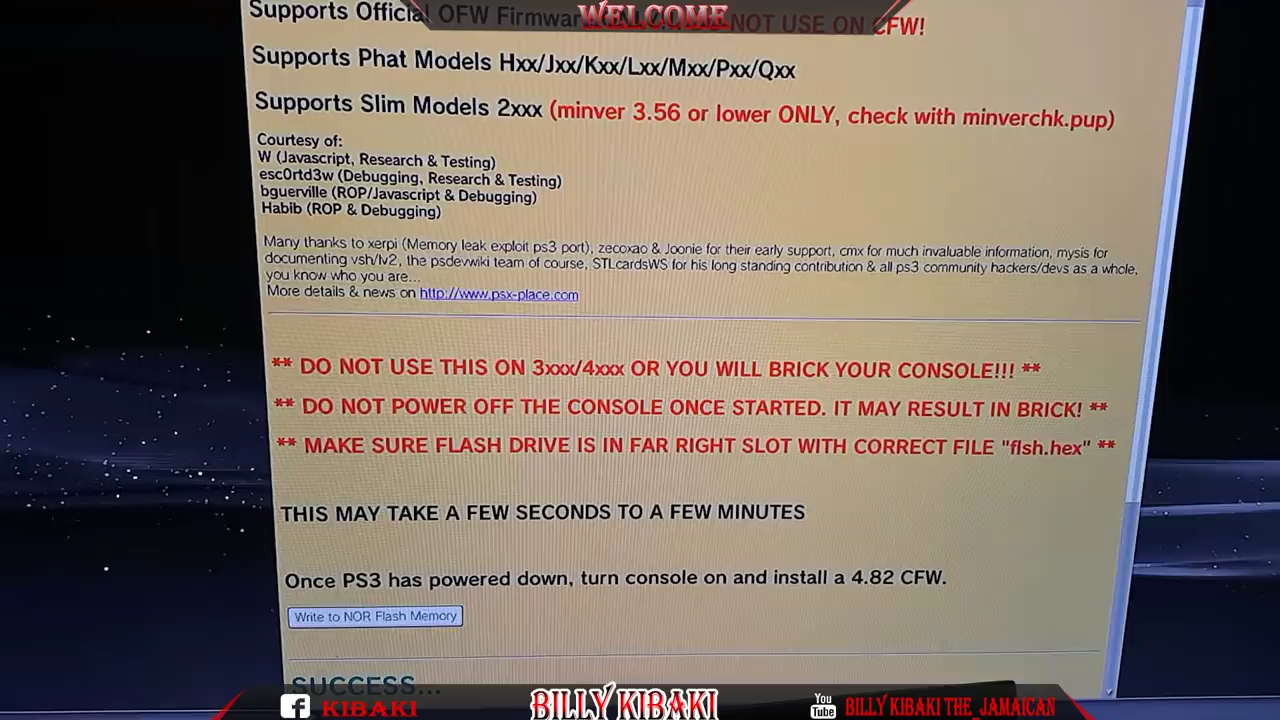 WELCOME
Supports Official OFW Firmware NOT USE ON CFW!
Supports Phat Models Hxx/Jxx/Kxx/Lxx/Mxx/Pxx/Qxx
Supports Slim Models 2xxx (minver 3.56 or lower ONLY, check with minverchk.pup)
Courtesy of:
W (Javascript, Research & Testing)
esc0rtd3w (Debugging, Research & Testing)
bguerville (ROP/Javascript & Debugging)
Habib (ROP & Debugging)
Many thanks to xerpi (Memory leak exploit ps3 port), zecoxao & Joonie for their early support, cmx for much invaluable information, mysis for
documenting vsh/lv2, the psdevwiki team of course, STLcardsWS for his long standing contribution & all ps3 community hackers/devs as a whole,
you know who you are...
More details & news on http://www.psx-place.com
** DO NOT USE THIS ON 3xxx/4xxx OR YOU WILL BRICK YOUR CONSOLE!!! **
** DO NOT POWER OFF THE CONSOLE ONCE STARTED. IT MAY RESULT IN BRICK! **
** MAKE SURE FLASH DRIVE IS IN FAR RIGHT SLOT WITH CORRECT FILE "flsh.hex" **
THIS MAY TAKE A FEW SECONDS TO A FEW MINUTES
Once PS3 has powered down, turn console on and install a 4.82 CFW.
Write to NOR Flash Memory
SUCCESS...
f KIBAKI
BILLY KIBAKI
You Tube BILLY KIBAKI THE_JAMAICAN